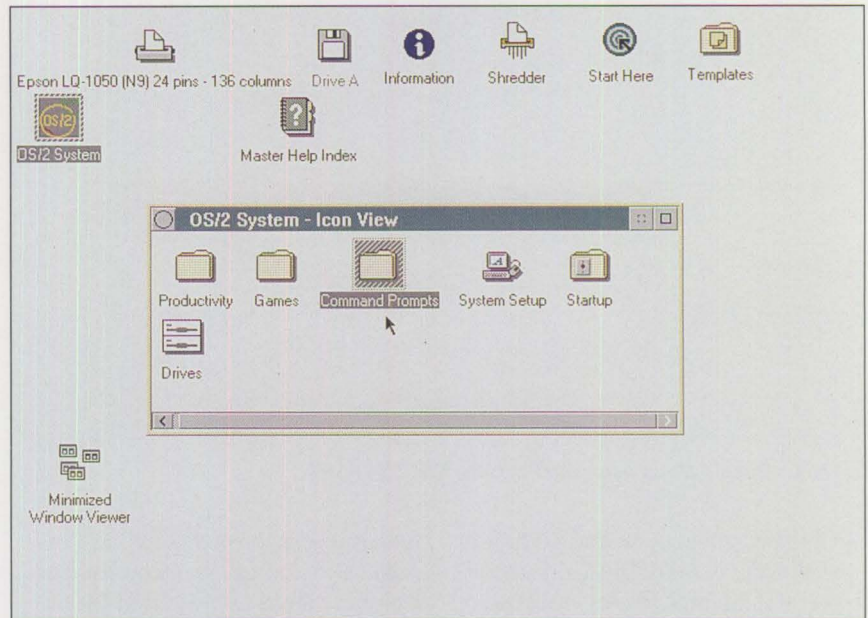 Epson LQ-1050 (N9) 24 pins - 136 columns
Drive A
Information
Shredder
Start Here
Templates
OS/2
OS/2 System
?
Master Help Index
OS/2 System - Icon View
Productivity
Games
Command Prompts
System Setup
Startup
Drives
Minimized
Window Viewer